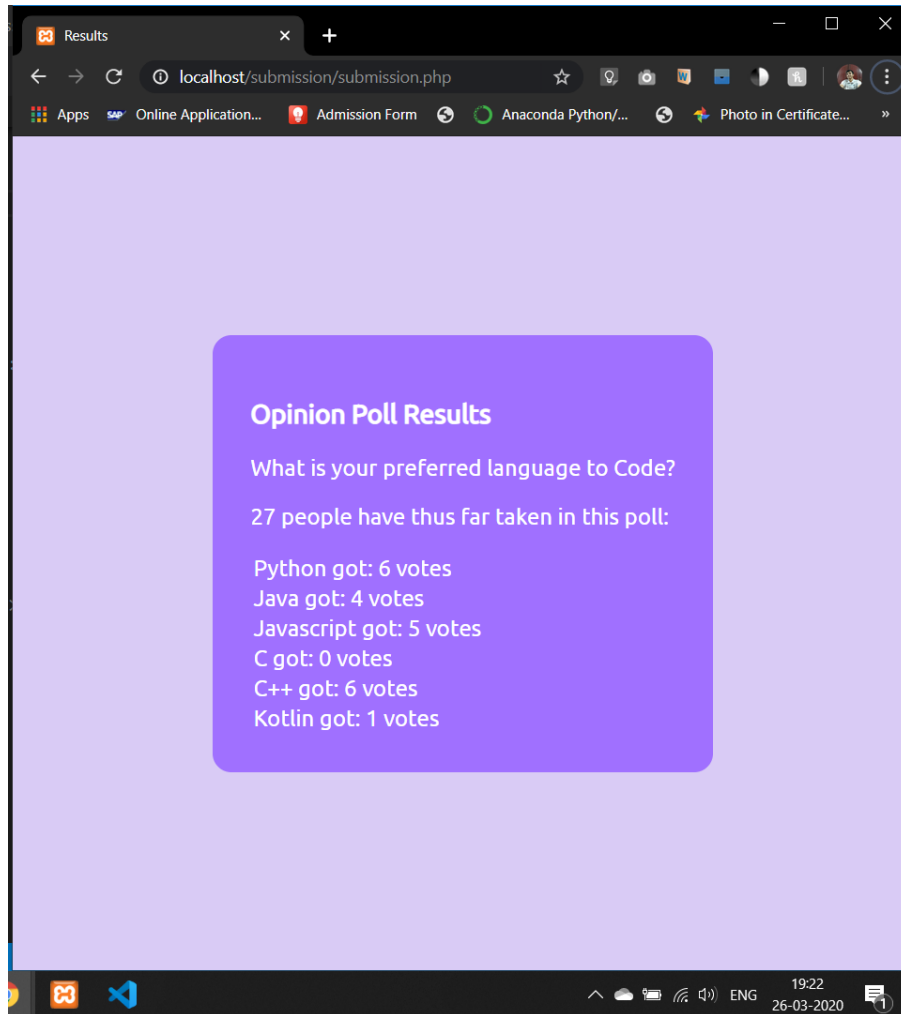 Results
localhost/submission/submission.php
Apps SAP Online Application... Admission Form Anaconda Python/... Photo in Certificate... »
Opinion Poll Results
What is your preferred language to Code?
27 people have thus far taken in this poll:
Python got: 6 votes
Java got: 4 votes
Javascript got: 5 votes
C got: 0 votes
C++ got: 6 votes
Kotlin got: 1 votes
ENG
19:22
26-03-2020
1